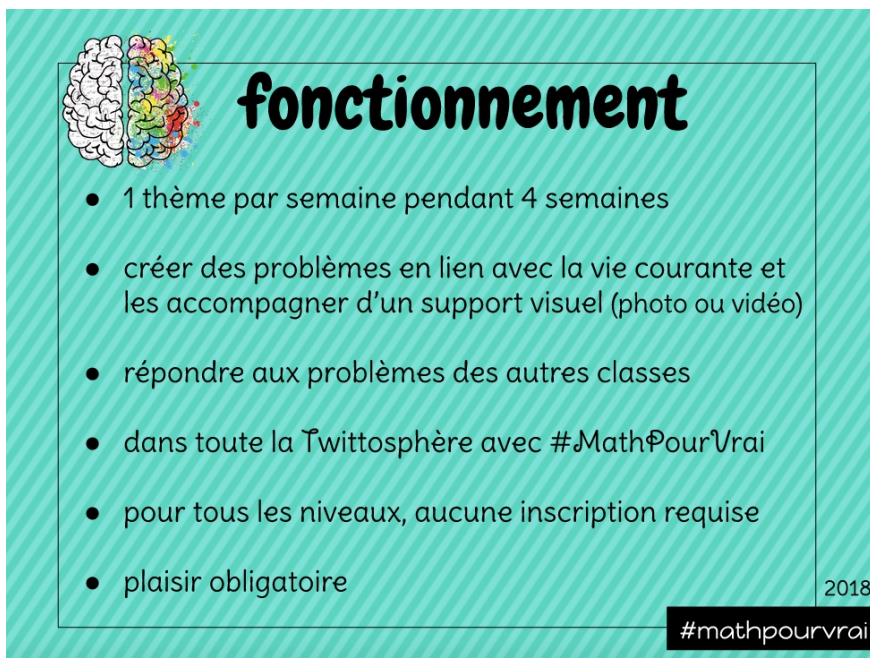 fonctionnement
● 1 thème par semaine pendant 4 semaines
● créer des problèmes en lien avec la vie courante et
les accompagner d'un support visuel (photo ou vidéo)
● répondre aux problèmes des autres classes
● dans toute la Twittosphère avec #MathPourVrai
● pour tous les niveaux, aucune inscription requise
● plaisir obligatoire
2018
#mathpourvrai